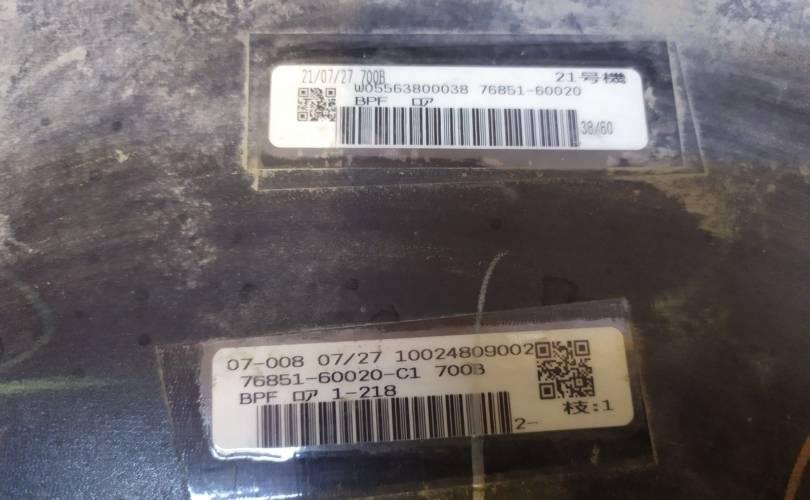 21/07/27 700B 21号機
W05563800038 76851-60020
BPF ロア
38/60
07-008 07/27 10024809002
76851-60020-C1 700B
BPF ロア 1-218
枝:1
2-